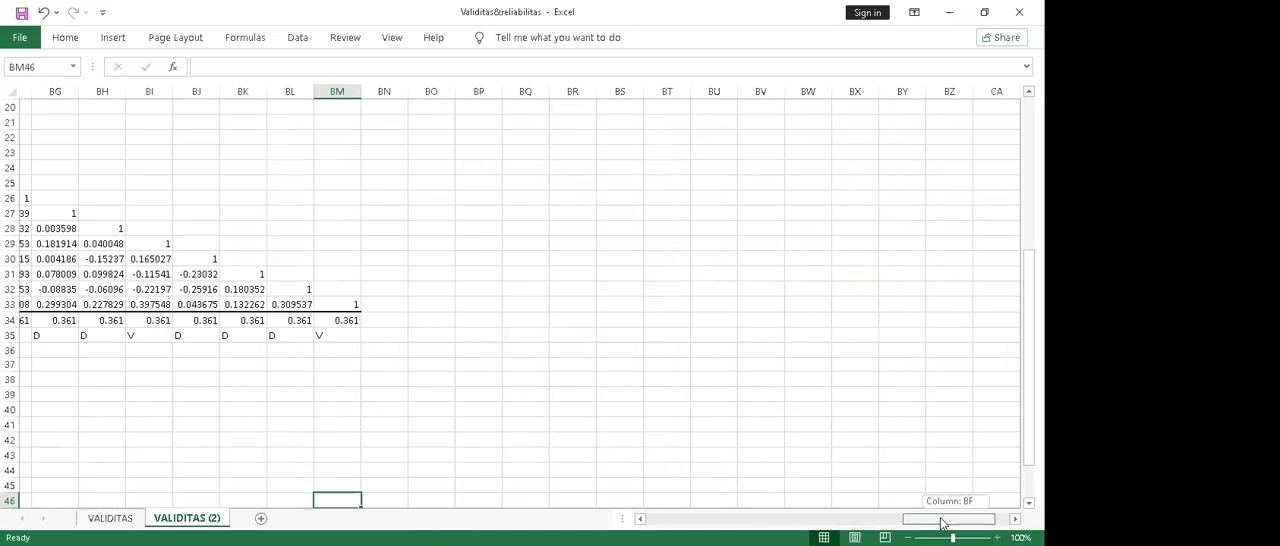 Validitas&reliabilitas - Excel
Sign in
File Home Insert Page Layout Formulas Data Review View Help Tell me what you want to do Share
BM46 fx
BG BH BI BJ BK BL BM BN BO BP BQ BR BS BT BU BV BW BX BY BZ CA
20
21
22
23
24
25
26 1
27 39 1
28 32 0.003598 1
29 53 0.181914 0.040048 1
30 15 0.004186 -0.15237 0.165027 1
31 93 0.078009 0.099824 -0.11541 -0.23032 1
32 53 -0.08835 -0.06096 -0.22197 -0.25916 0.180352 1
33 08 0.299304 0.227829 0.397548 0.043675 0.132262 0.309537 1
34 61 0.361 0.361 0.361 0.361 0.361 0.361 0.361
35 D D V D D D V
36
37
38
39
40
41
42
43
44
45
46
Column: BF
VALIDITAS VALIDITAS (2)
Ready 100%